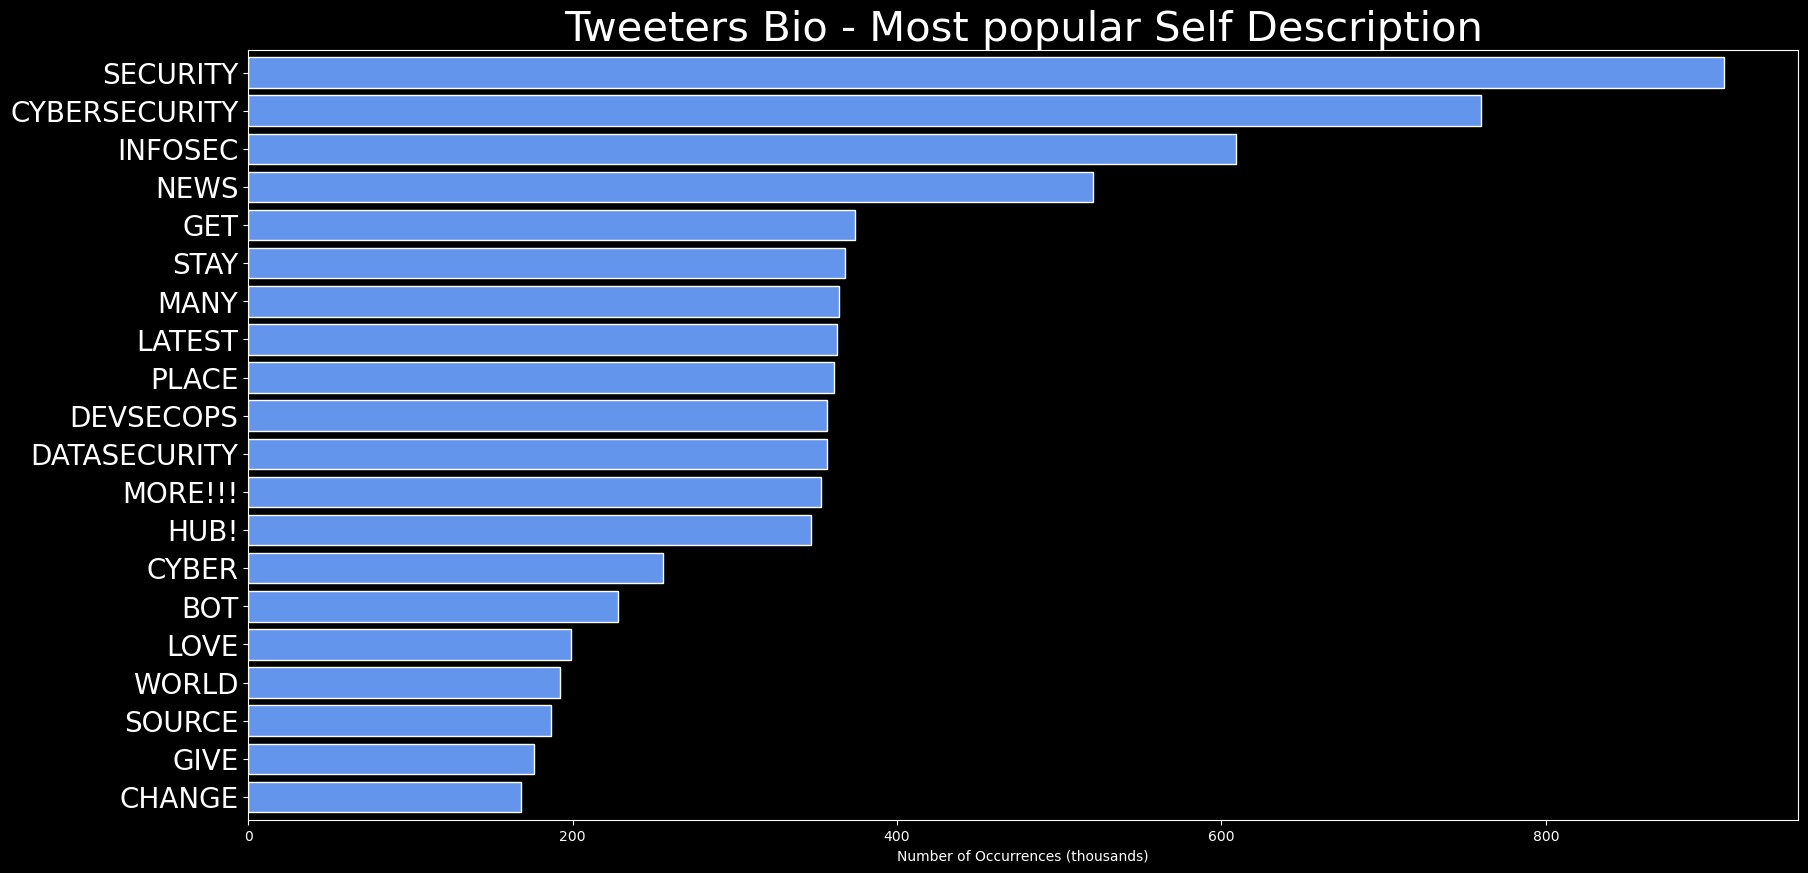 Tweeters Bio - Most popular Self Description
SECURITY
CYBERSECURITY
INFOSEC
NEWS
GET
STAY
MANY
LATEST
PLACE
DEVSECOPS
DATASECURITY
MORE!!!
HUB!
CYBER
BOT
LOVE
WORLD
SOURCE
GIVE
CHANGE
0 200 400 600 800
Number of Occurrences (thousands)